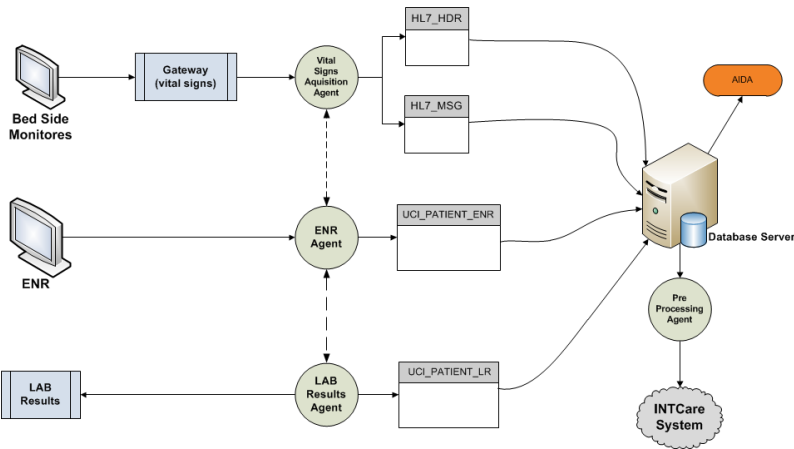 HL7_HDR
Bed Side
Monitores
Gateway
(vital signs)
Vital
Signs
Aquisition
Agent
HL7_MSG
AIDA
ENR
ENR
Agent
UCI_PATIENT_ENR
Database Server
Pre
Processing
Agent
LAB
Results
LAB
Results
Agent
UCI_PATIENT_LR
INTCare
System